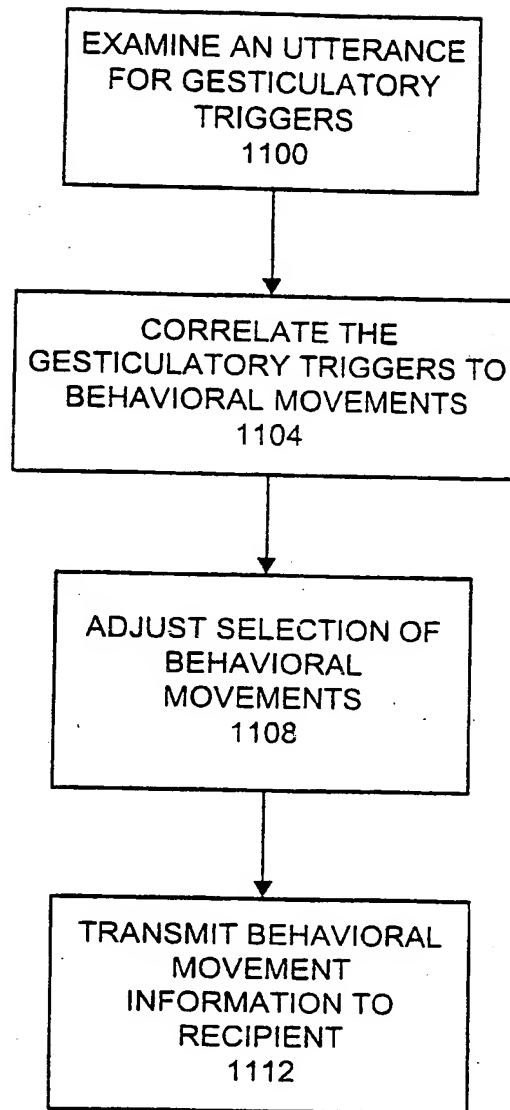 EXAMINE AN UTTERANCE
FOR GESTICULATORY
TRIGGERS
1100
CORRELATE THE
GESTICULATORY TRIGGERS TO
BEHAVIORAL MOVEMENTS
1104
ADJUST SELECTION OF
BEHAVIORAL
MOVEMENTS
1108
TRANSMIT BEHAVIORAL
MOVEMENT
INFORMATION TO
RECIPIENT
1112